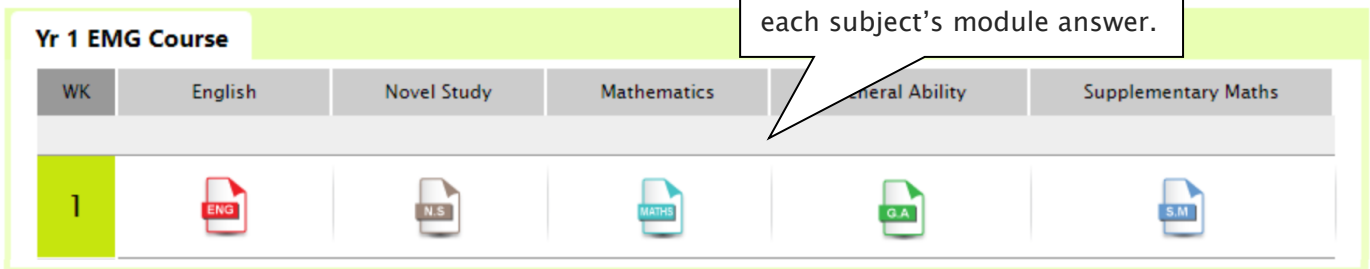 each subject's module answer.
Yr 1 EMG Course
WK English Novel Study Mathematics General Ability Supplementary Maths
1 ENG N.S MATHS G.A S.M